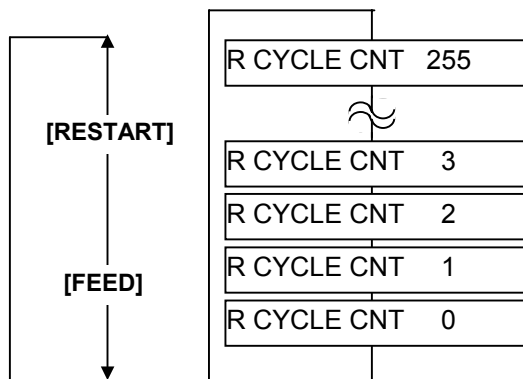 R CYCLE CNT 255
[RESTART]
R CYCLE CNT 3
R CYCLE CNT 2
[FEED]
R CYCLE CNT 1
R CYCLE CNT 0